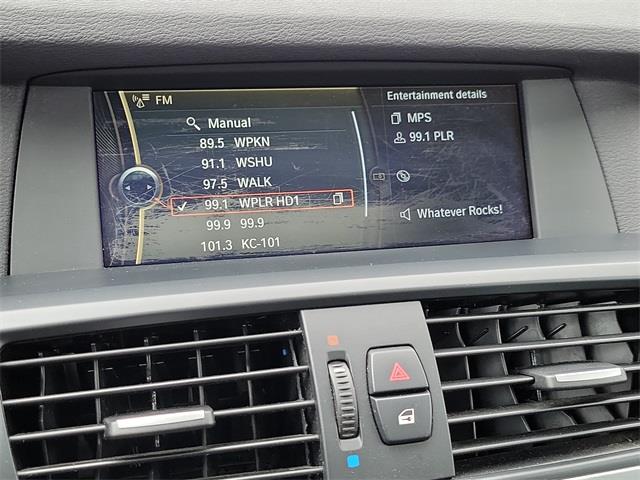 FM
Manual
89.5 WPKN
91.1 WSHU
97.5 WALK
99.1 WPLR HD1
99.9 99.9
101.3 KC-101
Entertainment details
MPS
99.1 PLR
Whatever Rocks!